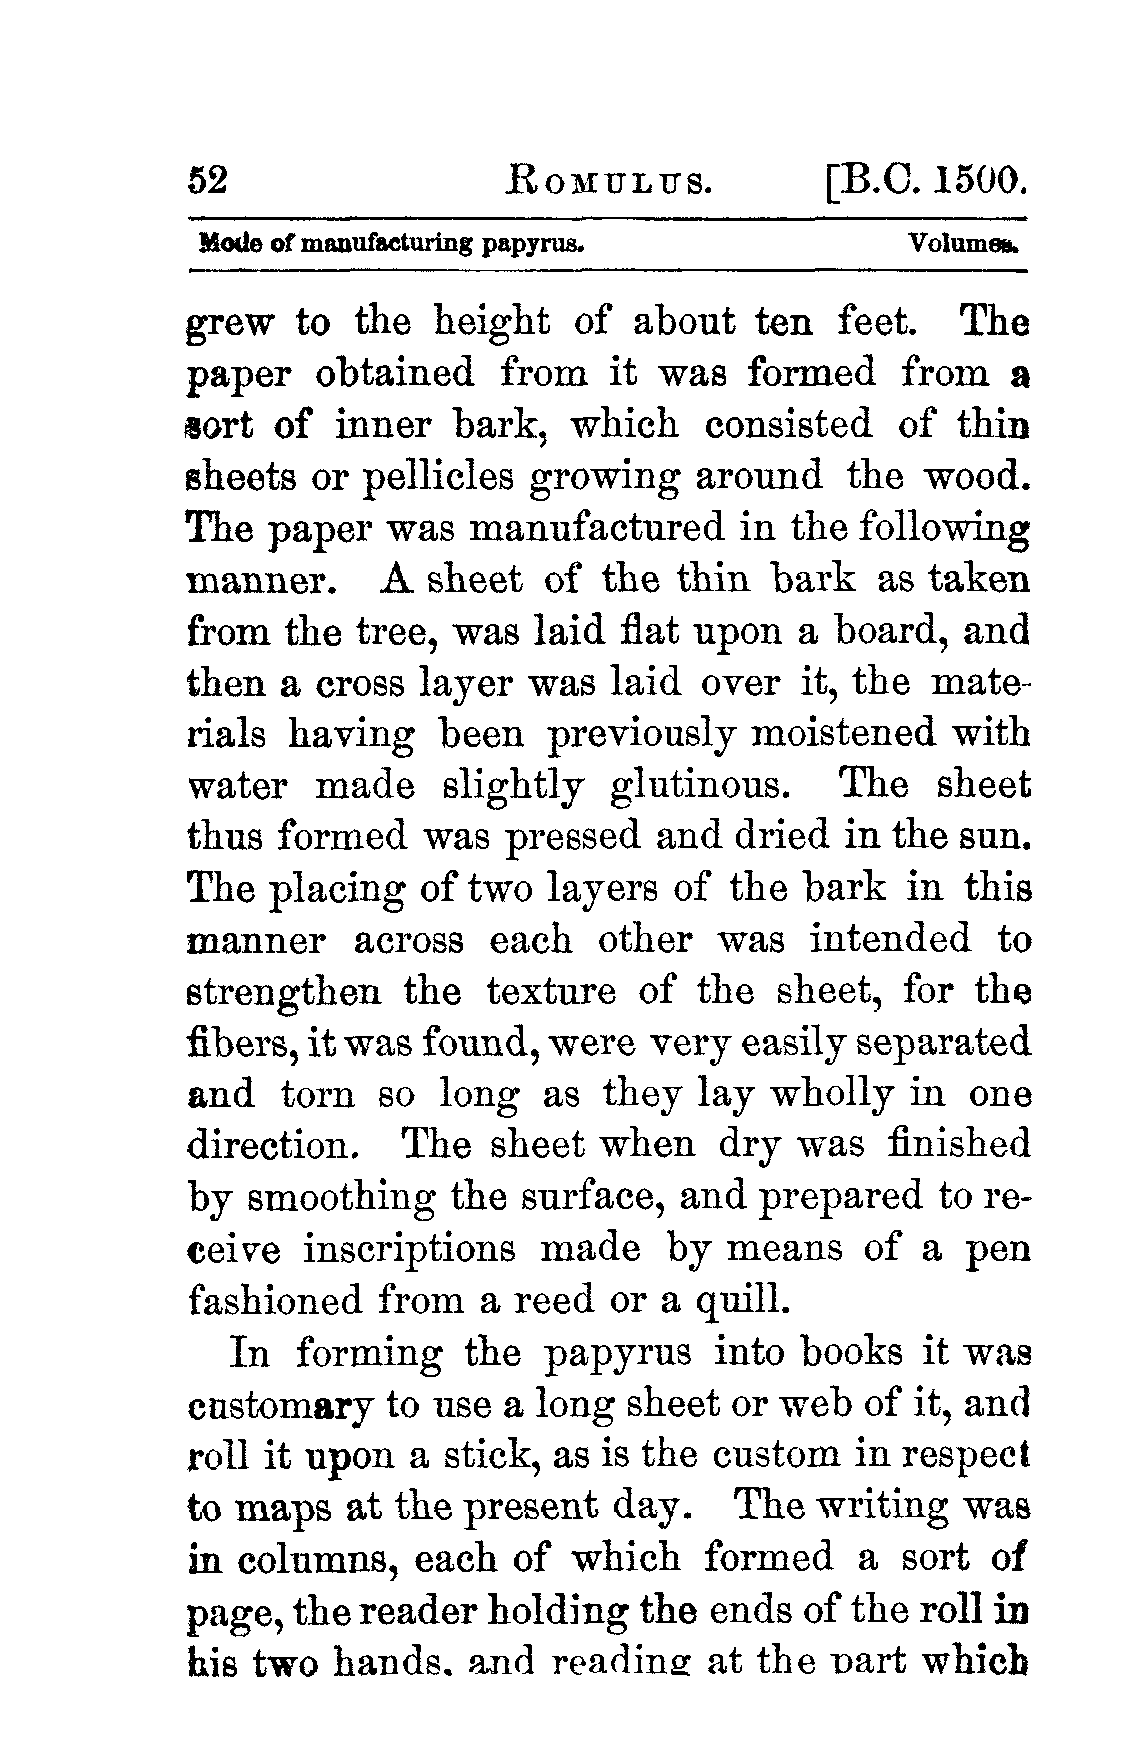 52 ROMULUS. [B.C. 1500.
Mode of manufacturing papyrus. Volumes.
grew to the height of about ten feet. The
paper obtained from it was formed from a
sort of inner bark, which consisted of thin
sheets or pellicles growing around the wood.
The paper was manufactured in the following
manner. A sheet of the thin bark as taken
from the tree, was laid flat upon a board, and
then a cross layer was laid over it, the mate-
rials having been previously moistened with
water made slightly glutinous. The sheet
thus formed was pressed and dried in the sun.
The placing of two layers of the bark in this
manner across each other was intended to
strengthen the texture of the sheet, for the
fibers, it was found, were very easily separated
and torn so long as they lay wholly in one
direction. The sheet when dry was finished
by smoothing the surface, and prepared to re-
ceive inscriptions made by means of a pen
fashioned from a reed or a quill.
In forming the papyrus into books it was
customary to use a long sheet or web of it, and
roll it upon a stick, as is the custom in respect
to maps at the present day. The writing was
in columns, each of which formed a sort of
page, the reader holding the ends of the roll in
his two hands, and reading at the part which